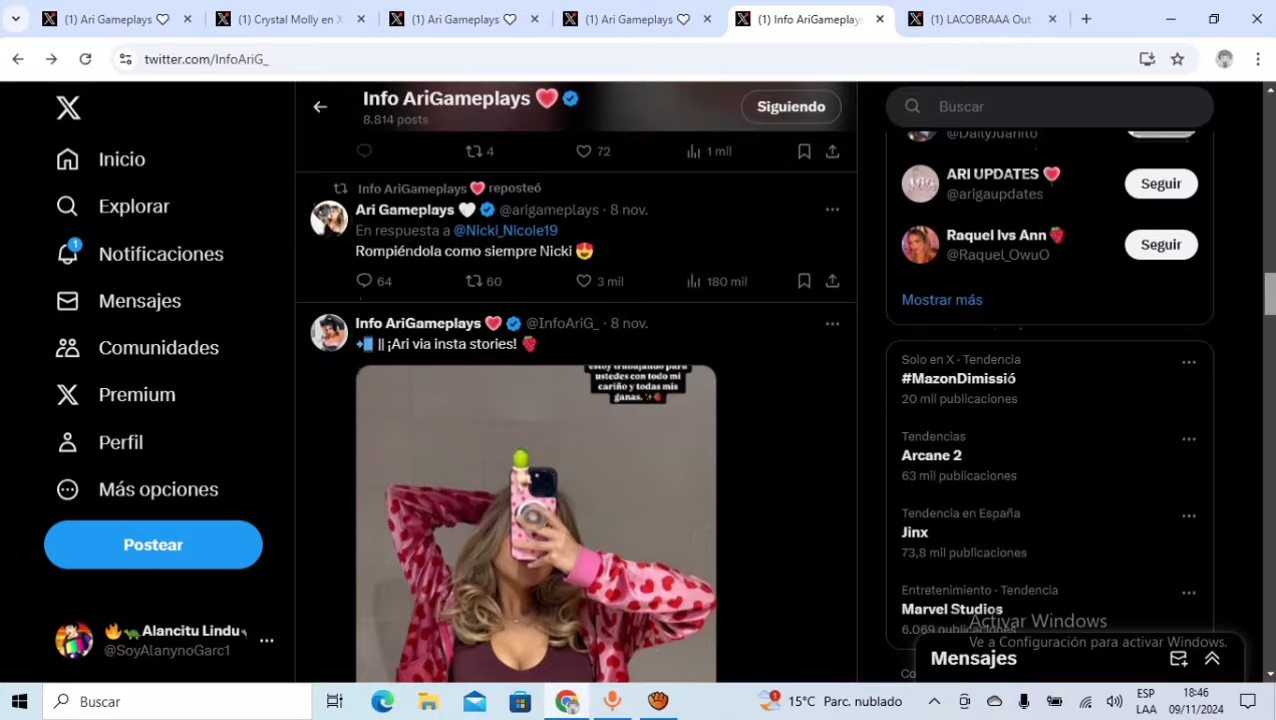 (1) Ari Gameplays 🤍
(1) Crystal Molly en X
(1) Ari Gameplays 🤍
(1) Ari Gameplays 🤍
(1) Info AriGameplays
(1) LACOBRAAA Out
twitter.com/InfoAriG_
Inicio
Explorar
1
Notificaciones
Mensajes
Comunidades
Premium
Perfil
Más opciones
Postear
🔥🦖Alancitu Lindu
@SoyAlanynoGarc1
Info AriGameplays 💗
8.814 posts
Siguiendo
4
72
1 mil
Info AriGameplays💗 reposteó
Ari Gameplays 🤍 @arigameplays · 8 nov.
En respuesta a @Nicki_Nicole19
Rompiéndola como siempre Nicki 😍
64
60
3 mil
180 mil
Info AriGameplays 💗 @InfoAriG_ · 8 nov.
📲 || ¡Ari via insta stories! 🍓
estoy trabajando para
ustedes con todo mi
cariño y todas mis
ganas. ✨🍓
Buscar
@DailyJuanito
ARI UPDATES 💗
@arigaupdates
Seguir
Raquel lvs Ann🍓
@Raquel_OwuO
Seguir
Mostrar más
Solo en X · Tendencia
#MazonDimissió
20 mil publicaciones
Tendencias
Arcane 2
63 mil publicaciones
Tendencia en España
Jinx
73,8 mil publicaciones
Entretenimiento · Tendencia
Marvel Studios
6.069 publicaciones
Activar Windows
Ve a Configuración para activar Windows.
Mensajes
Buscar
15°C Parc. nublado
ESP
LAA
18:46
09/11/2024